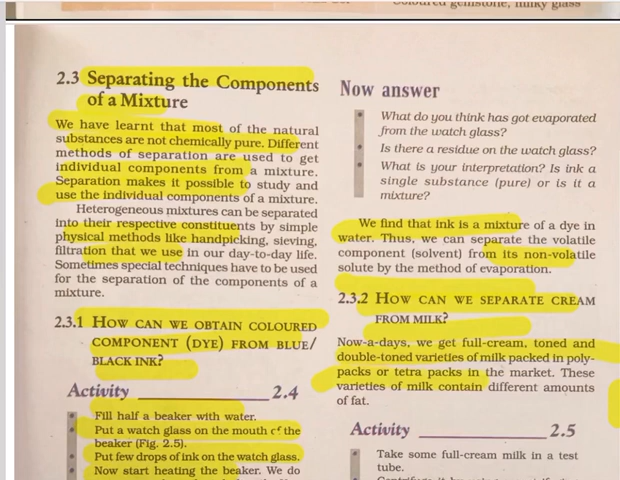 Coloured gemstone, milky glass
2.3 Separating the Components
of a Mixture
We have learnt that most of the natural
substances are not chemically pure. Different
methods of separation are used to get
individual components from a mixture.
Separation makes it possible to study and
use the individual components of a mixture.
Heterogeneous mixtures can be separated
into their respective constituents by simple
physical methods like handpicking, sieving,
filtration that we use in our day-to-day life.
Sometimes special techniques have to be used
for the separation of the components of a
mixture.
2.3.1 HOW CAN WE OBTAIN COLOURED
COMPONENT (DYE) FROM BLUE/
BLACK INK?
Activity 2.4
• Fill half a beaker with water.
• Put a watch glass on the mouth of the
beaker (Fig. 2.5).
• Put few drops of ink on the watch glass.
• Now start heating the beaker. We do
Now answer
• What do you think has got evaporated
from the watch glass?
• Is there a residue on the watch glass?
• What is your interpretation? Is ink a
single substance (pure) or is it a
mixture?
We find that ink is a mixture of a dye in
water. Thus, we can separate the volatile
component (solvent) from its non-volatile
solute by the method of evaporation.
2.3.2 HOW CAN WE SEPARATE CREAM
FROM MILK?
Now-a-days, we get full-cream, toned and
double-toned varieties of milk packed in poly-
packs or tetra packs in the market. These
varieties of milk contain different amounts
of fat.
Activity 2.5
• Take some full-cream milk in a test
tube.